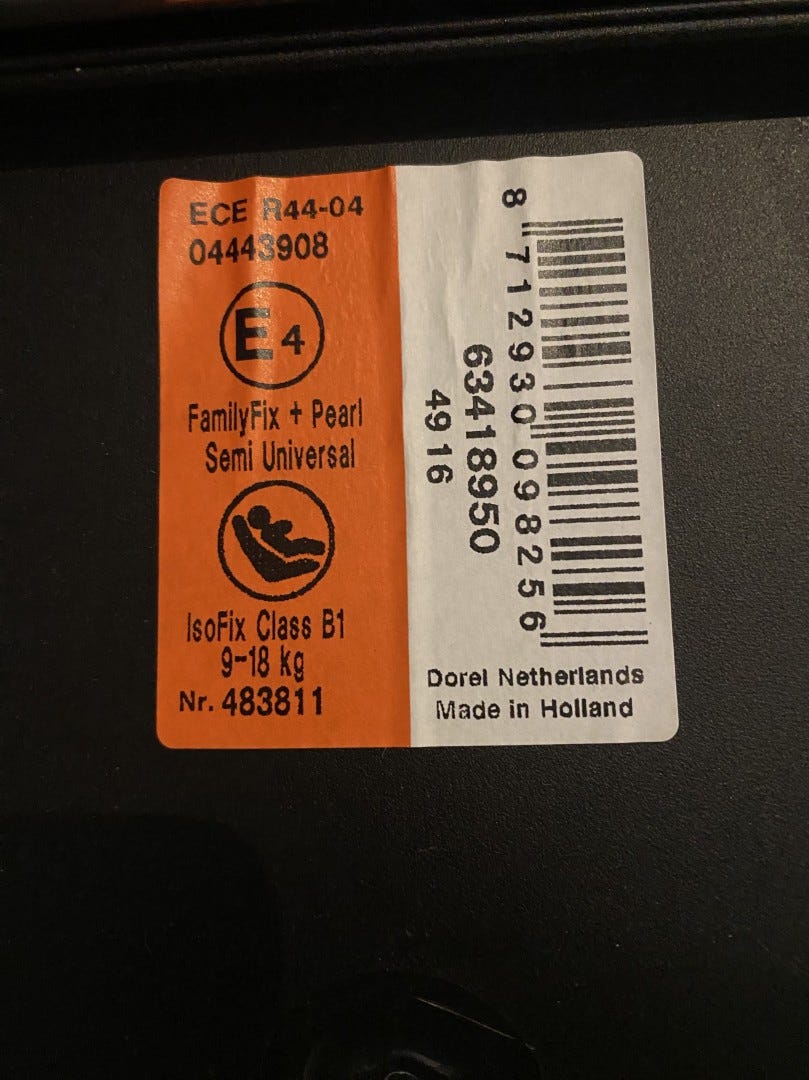 ECE R44-04
04443908
E 4
FamilyFix + Pearl
Semi Universal
IsoFix Class B1
9-18 kg
Nr. 483811
8 712930 098256
63418950
4916
Dorel Netherlands
Made in Holland